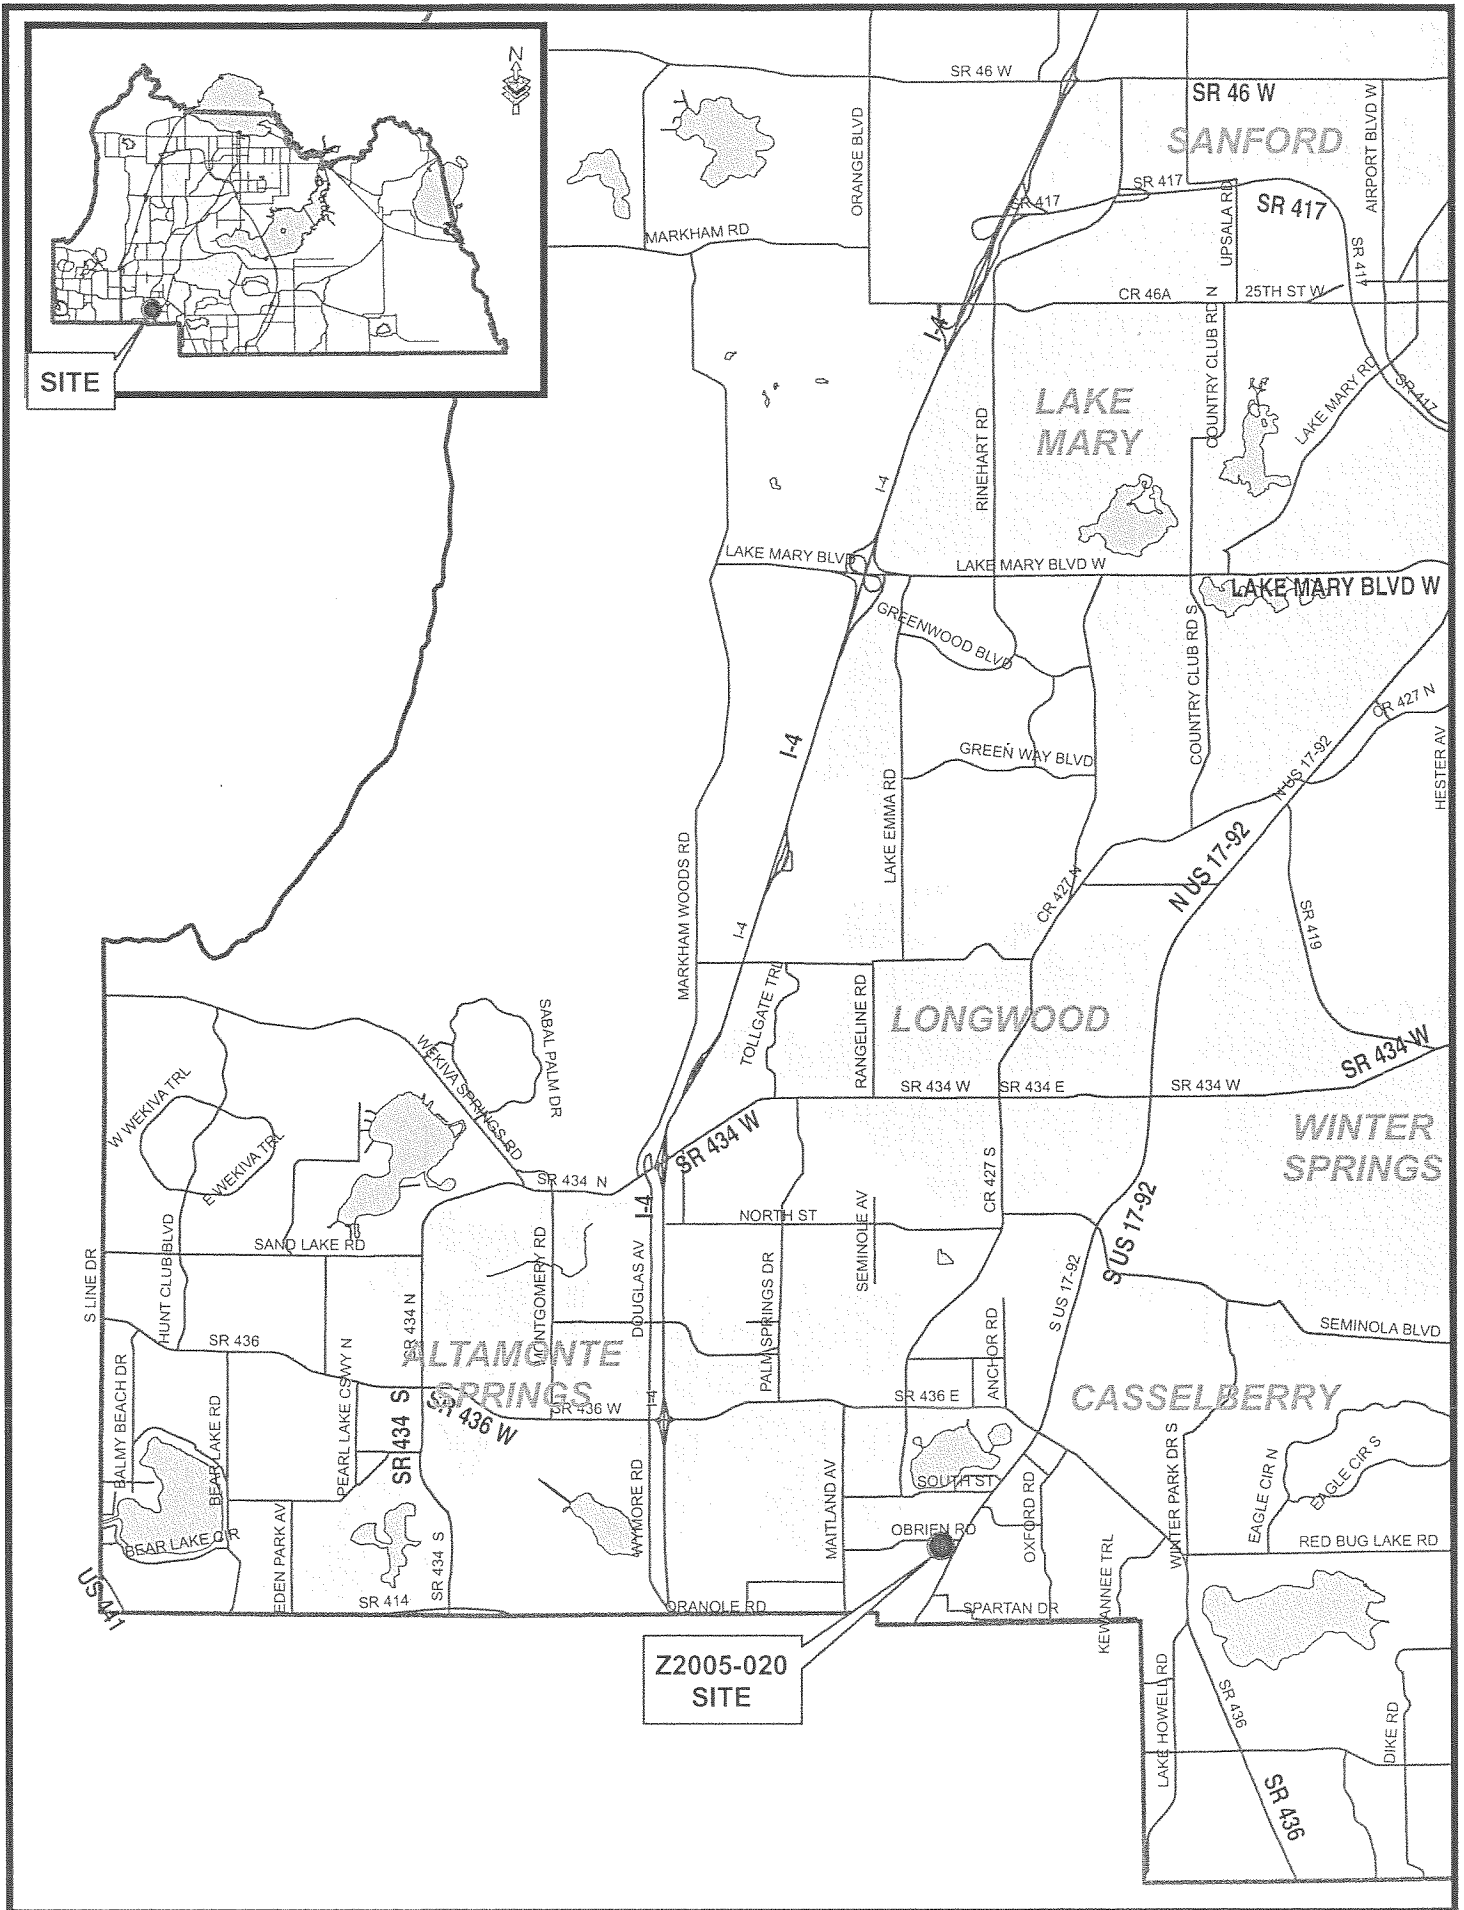 N
SITE
SR 46 W
SR 46 W
SANFORD
ORANGE BLVD
AIRPORT BLVD W
SR 417
SR 417
SR 417
UPSALA RD
MARKHAM RD
SR 417
CR 46A
25TH ST W
I-4
COUNTRY CLUB RD N
LAKE MARY RD
SR 417
LAKE
MARY
RINEHART RD
I-4
LAKE MARY BLVD
LAKE MARY BLVD W
LAKE MARY BLVD W
GREENWOOD BLVD
COUNTRY CLUB RD S
CR 427 N
I-4
GREEN WAY BLVD
N US 17-92
HESTER AV
LAKE EMMA RD
MARKHAM WOODS RD
N US 17-92
CR 427 N
I-4
SR 419
TOLLGATE TRL
RANGELINE RD
LONGWOOD
SABAL PALM DR
WEKIVA SPRINGS RD
SR 434 W
SR 434 W
SR 434 E
SR 434 W
W WEKIVA TRL
E WEKIVA TRL
SR 434 W
WINTER
SPRINGS
SR 434 N
CR 427 S
I-4
NORTH ST
SEMINOLE AV
S US 17-92
HUNT CLUB BLVD
SAND LAKE RD
S LINE DR
MONTGOMERY RD
DOUGLAS AV
PALM SPRINGS DR
S US 17-92
SR 434 N
SR 436
ANCHOR RD
SEMINOLA BLVD
ALTAMONTE
SPRINGS
BALMY BEACH DR
BEAR LAKE RD
PEARL LAKE CSWY N
SR 434 S
SR 436 W
SR 436 W
I-4
SR 436 E
CASSELBERRY
WYMORE RD
MAITLAND AV
SOUTH ST
OXFORD RD
WINTER PARK DR S
EAGLE CIR N
EAGLE CIR S
OBRIEN RD
RED BUG LAKE RD
BEAR LAKE CIR
EDEN PARK AV
SR 434 S
KEWANNEE TRL
US 441
SR 414
ORANOLE RD
SPARTAN DR
Z2005-020
SITE
LAKE HOWELL RD
SR 436
DIKE RD
SR 436